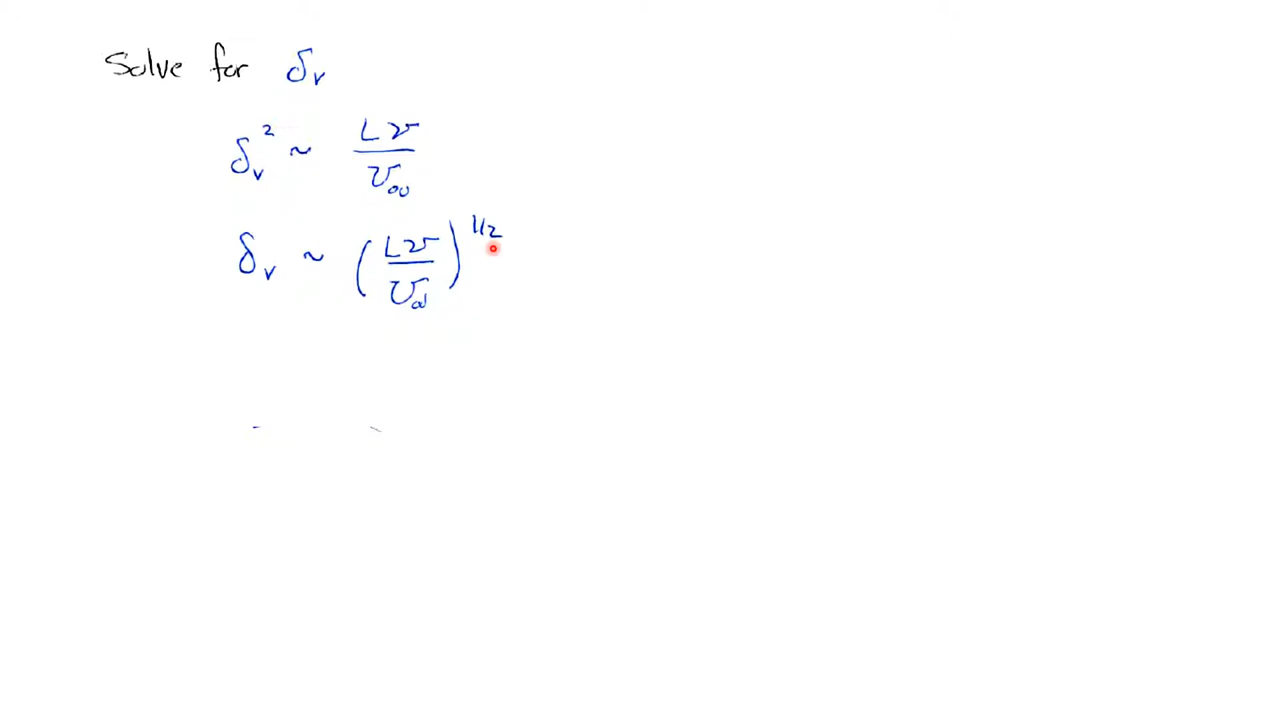 Solve for δᵥ
δᵥ² ~ Lν / U∞
δᵥ ~ (Lν / U∞)^1/2